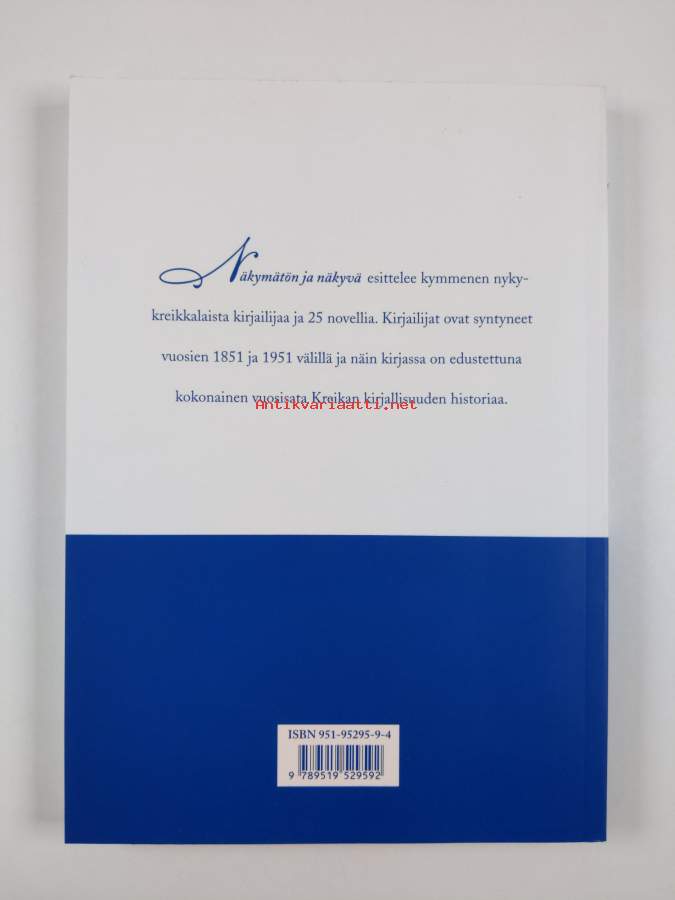 Näkymätön ja näkyvä esittelee kymmenen nyky-
kreikkalaista kirjailijaa ja 25 novellia. Kirjailijat ovat syntyneet
vuosien 1851 ja 1951 välillä ja näin kirjassa on edustettuna
kokonainen vuosisata Kreikan kirjallisuuden historiaa.
Antikvariaatti.net
ISBN 951-95295-9-4
9 789519 529592